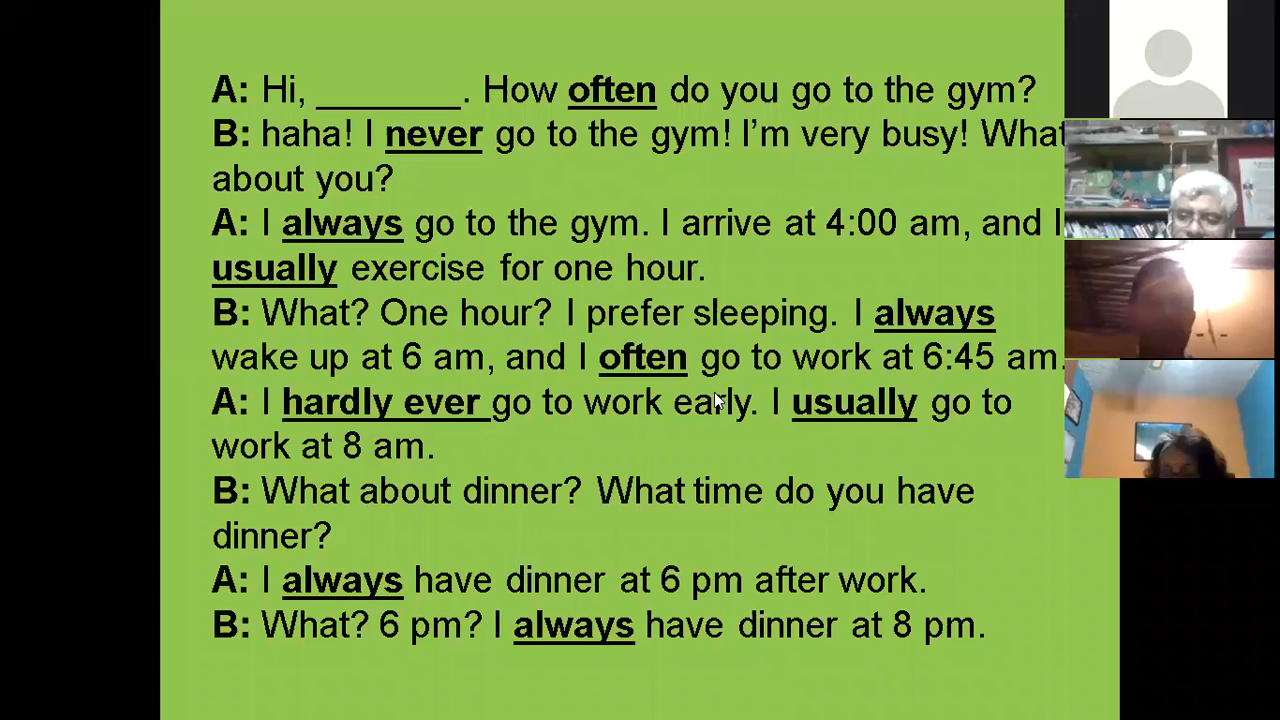 A: Hi, _______. How often do you go to the gym?
B: haha! I never go to the gym! I'm very busy! What
about you?
A: I always go to the gym. I arrive at 4:00 am, and I
usually exercise for one hour.
B: What? One hour? I prefer sleeping. I always
wake up at 6 am, and I often go to work at 6:45 am.
A: I hardly ever go to work early. I usually go to
work at 8 am.
B: What about dinner? What time do you have
dinner?
A: I always have dinner at 6 pm after work.
B: What? 6 pm? I always have dinner at 8 pm.